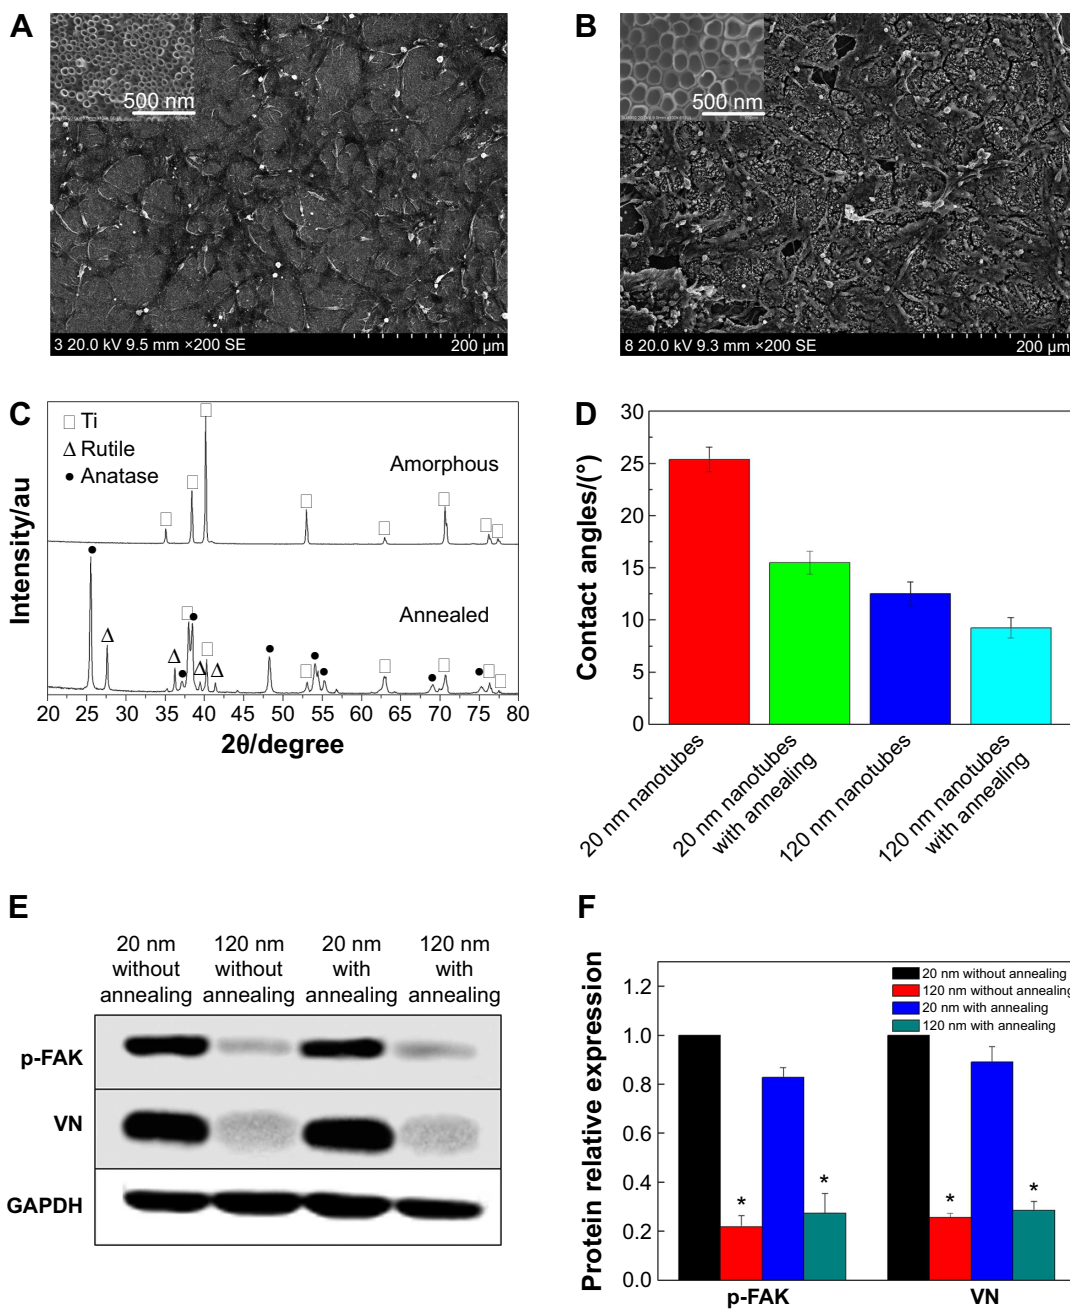 A
500 nm
3 20.0 kV 9.5 mm ×200 SE
200 µm
B
500 nm
8 20.0 kV 9.3 mm ×200 SE
200 µm
C
Intensity/au
□ Ti
Δ Rutile
● Anatase
Amorphous
Annealed
Δ Δ Δ Δ
20 25 30 35 40 45 50 55 60 65 70 75 80
2θ/degree
D
Contact angles/(°)
30
25
20
15
10
5
0
20 nm nanotubes
20 nm nanotubes
with annealing
120 nm nanotubes
120 nm nanotubes
with annealing
E
20 nm
without
annealing
120 nm
without
annealing
20 nm
with
annealing
120 nm
with
annealing
p-FAK
VN
GAPDH
F
Protein relative expression
1.2
1.0
0.8
0.6
0.4
0.2
0.0
20 nm without annealing
120 nm without annealing
20 nm with annealing
120 nm with annealing
* * * *
p-FAK VN